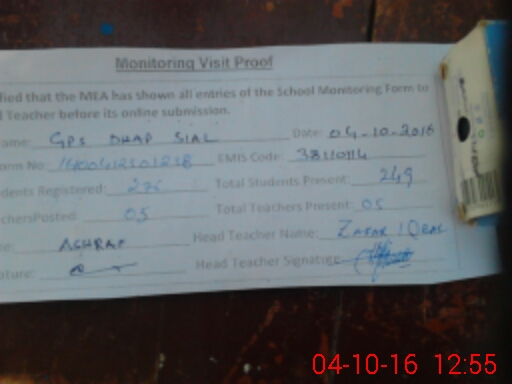 Monitoring Visit Proof
fied that the MEA has shown all entries of the School Monitoring Form to
d Teacher before its online submission.
ame: GPS DHAP SIAL Date: 04-10-2016
orm No EMIS Code:
dents Registered: Total Students Present: 249
chersPosted 05 Total Teachers Present: 05
e: ASHRAF Head Teacher Name: ZAFAR IQBAL
ature: Head Teacher Signature
04-10-16 12:55